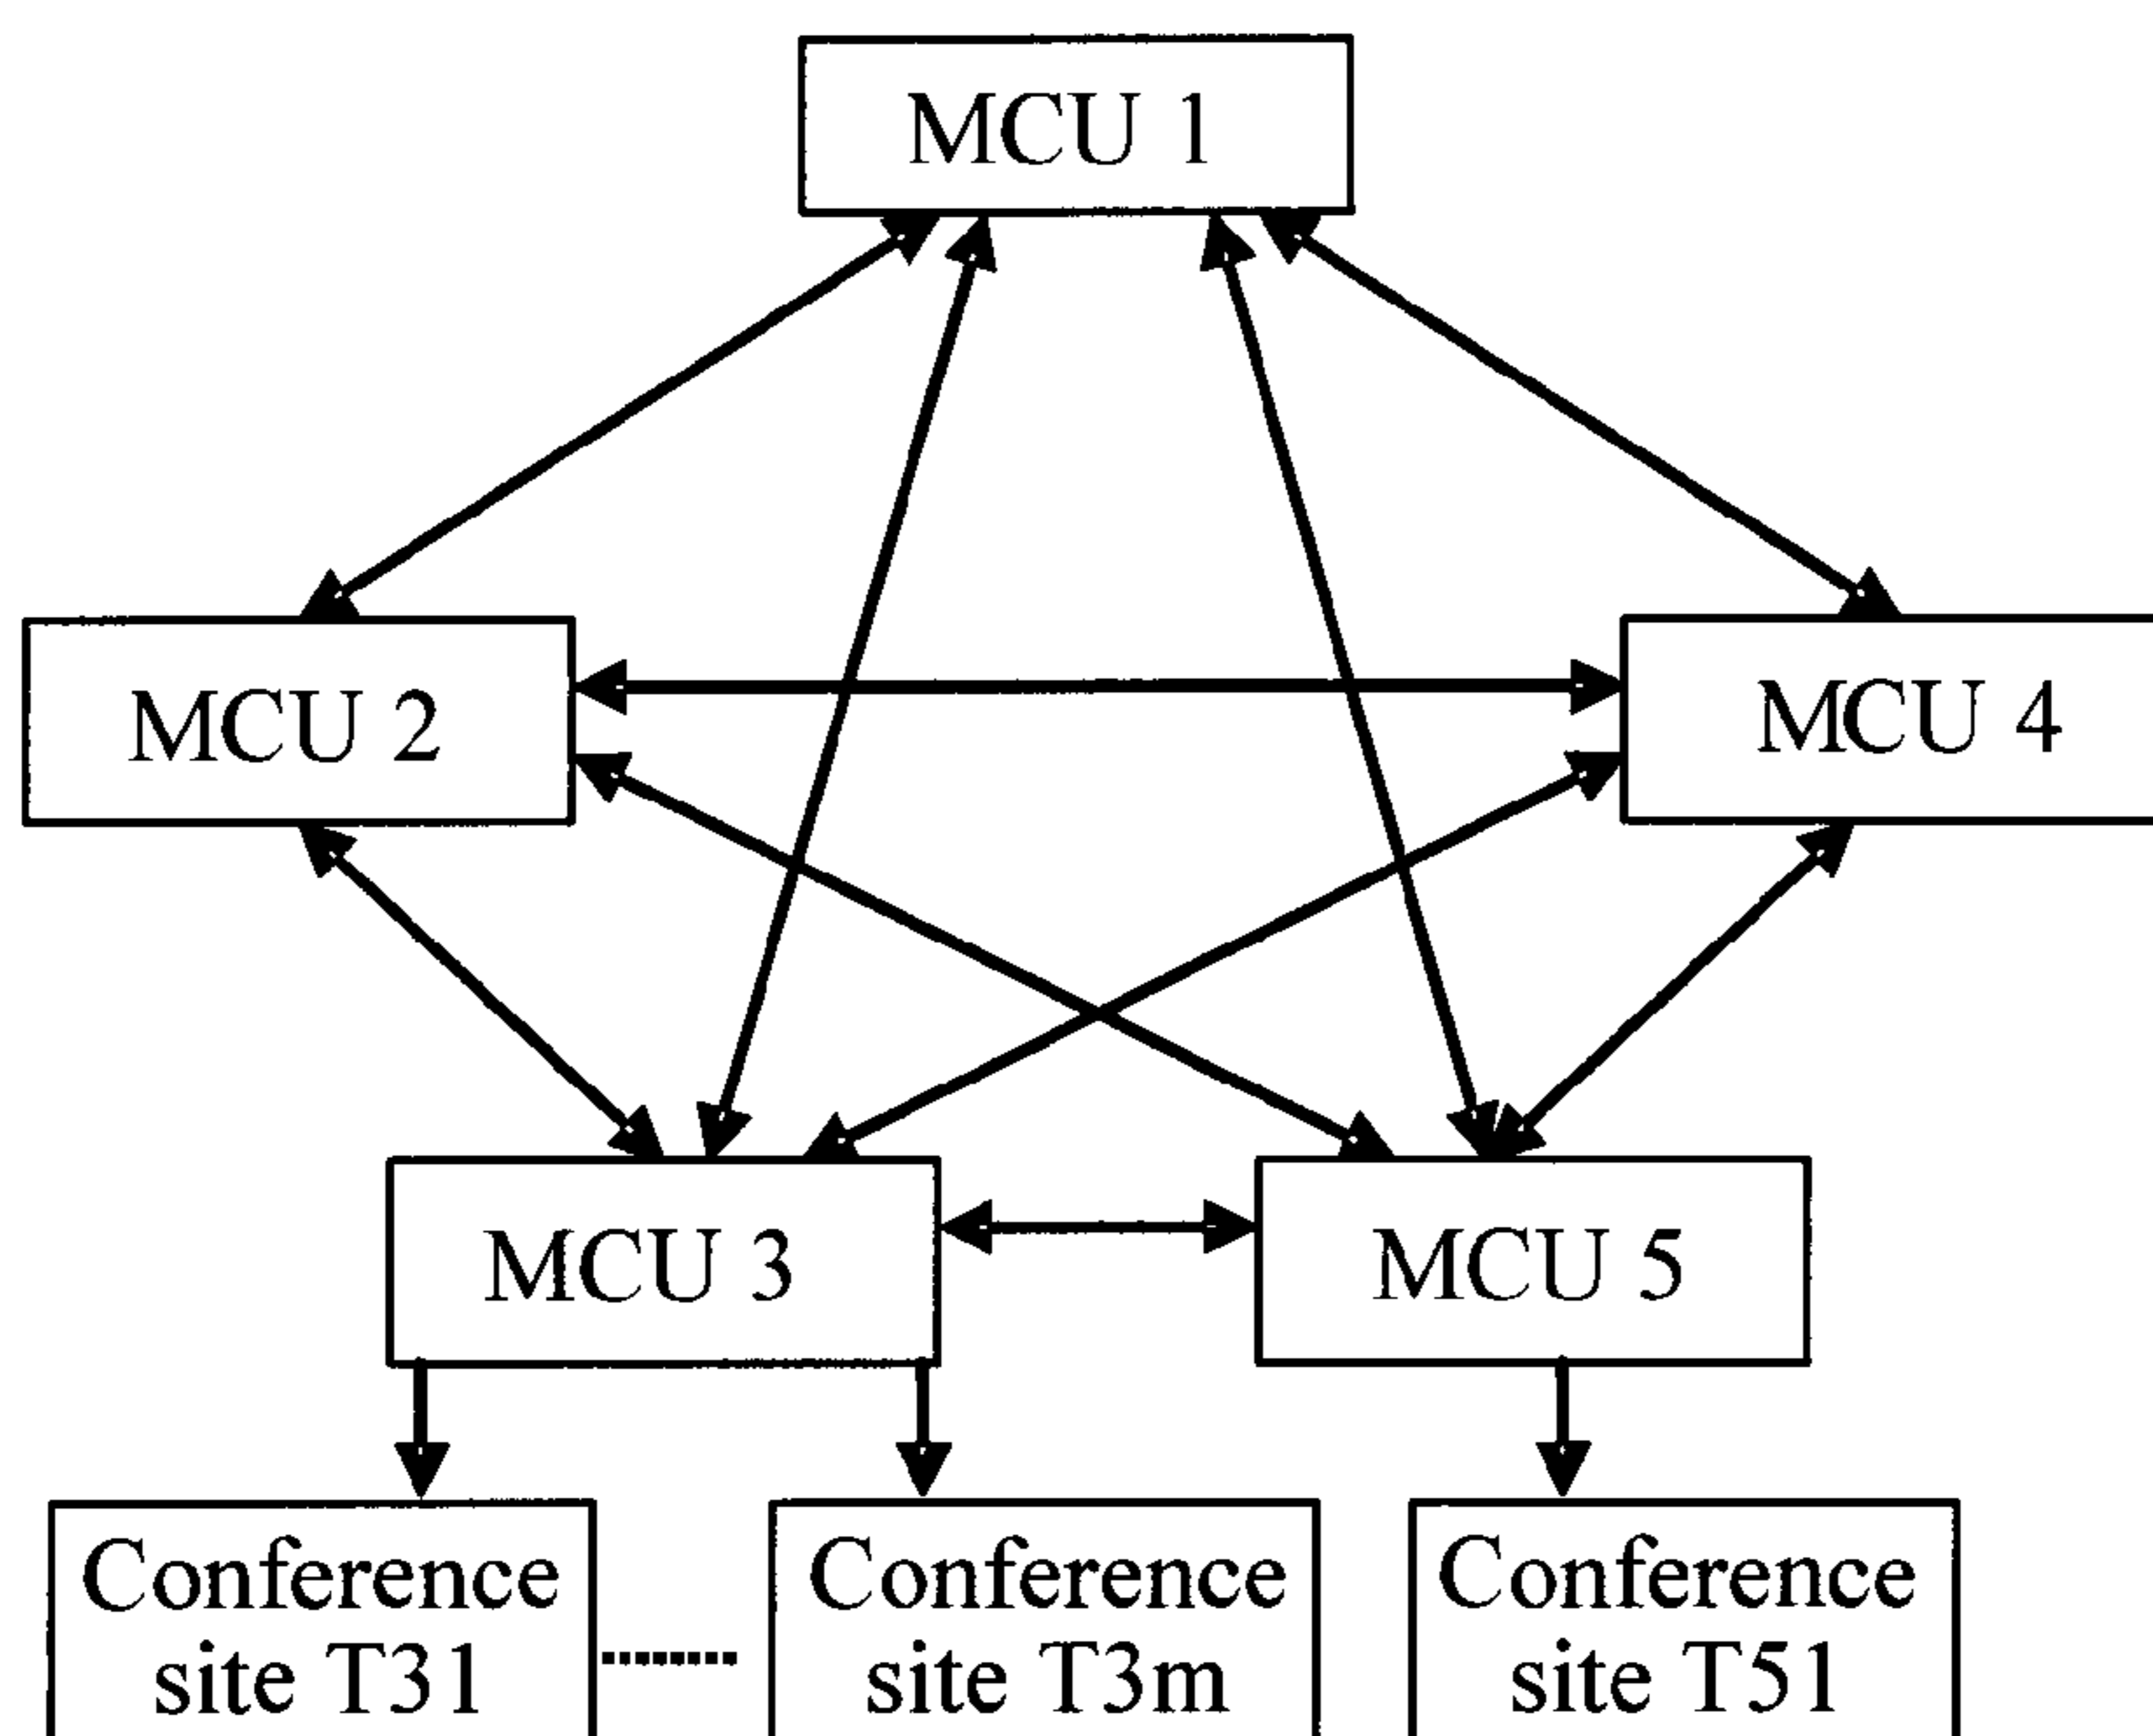 MCU 1
MCU 2
MCU 4
MCU 3
MCU 5
Conference
site T31
Conference
site T3m
Conference
site T51